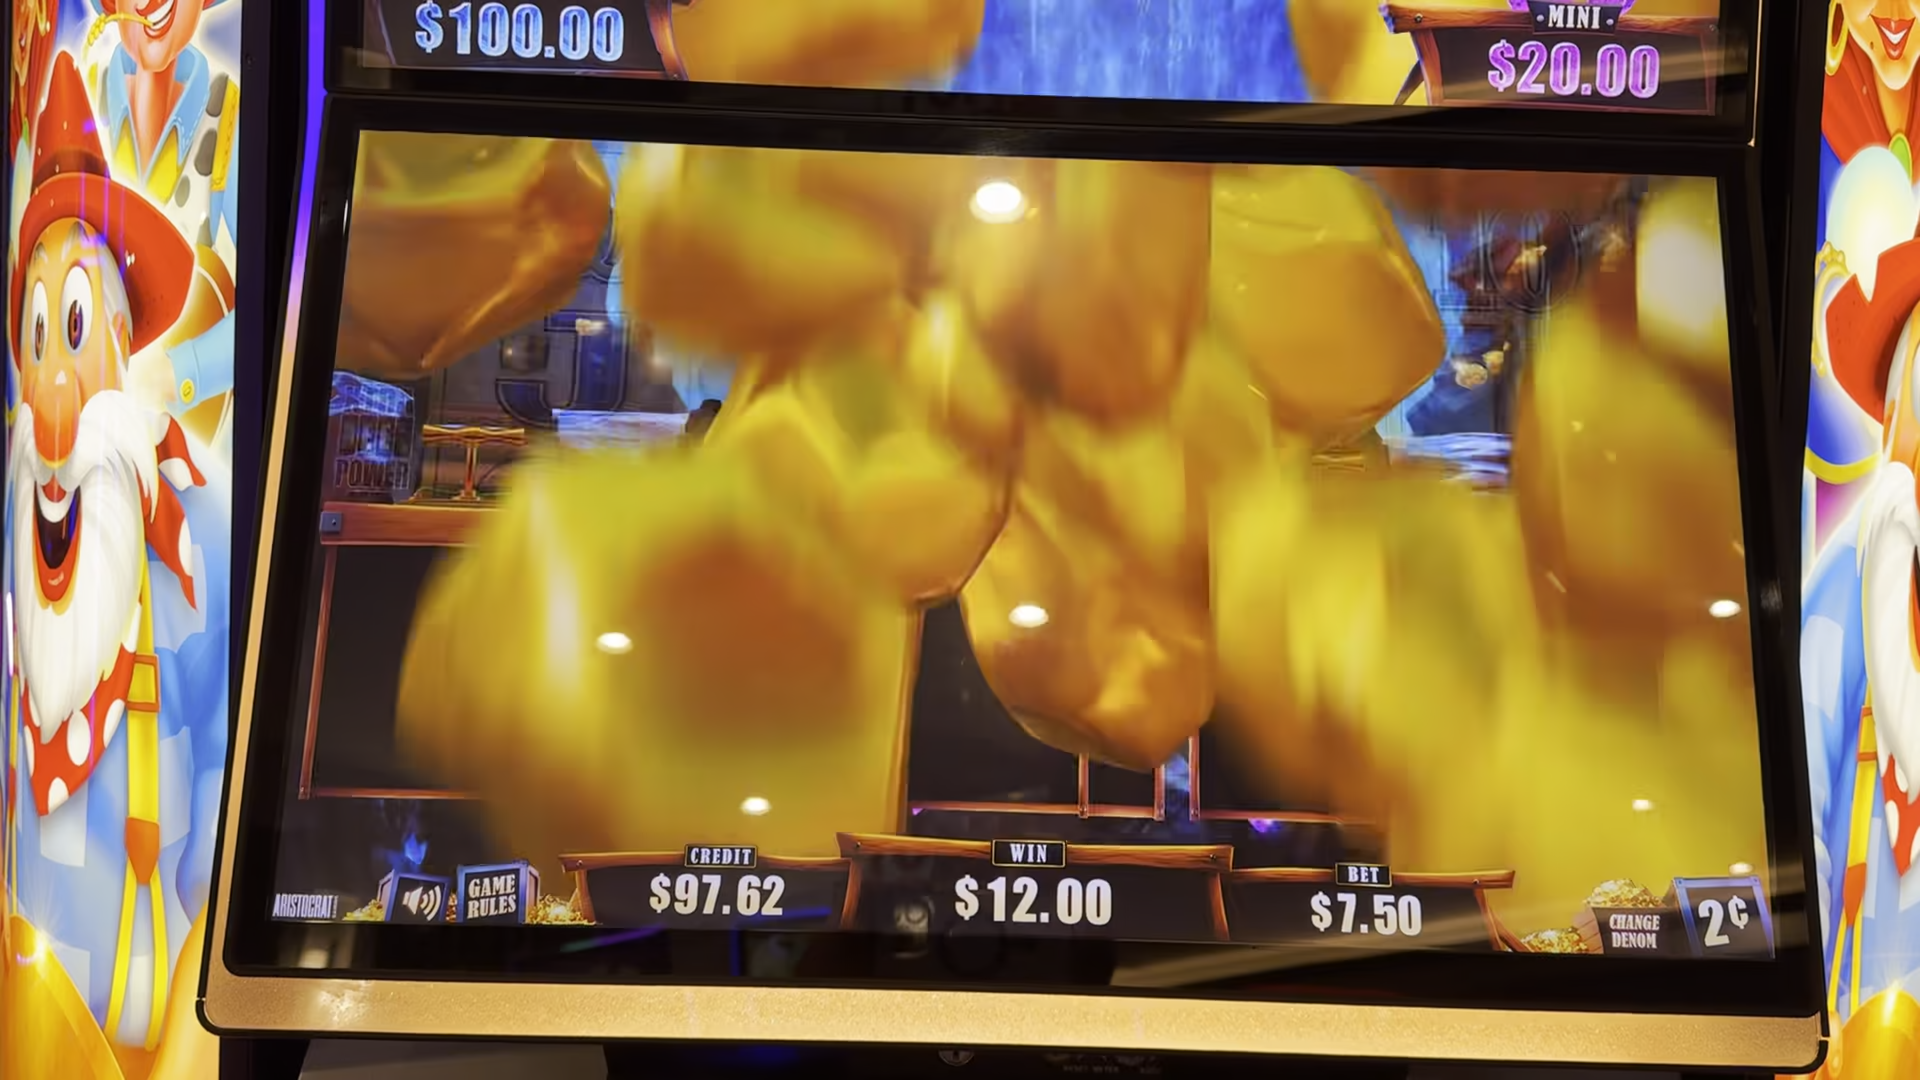 $100.00
MINI
$20.00
J
10
POWER
CREDIT
WIN
BET
$97.62
$12.00
$7.50
ARISTOCRAT
GAME
RULES
CHANGE
DENOM
2¢